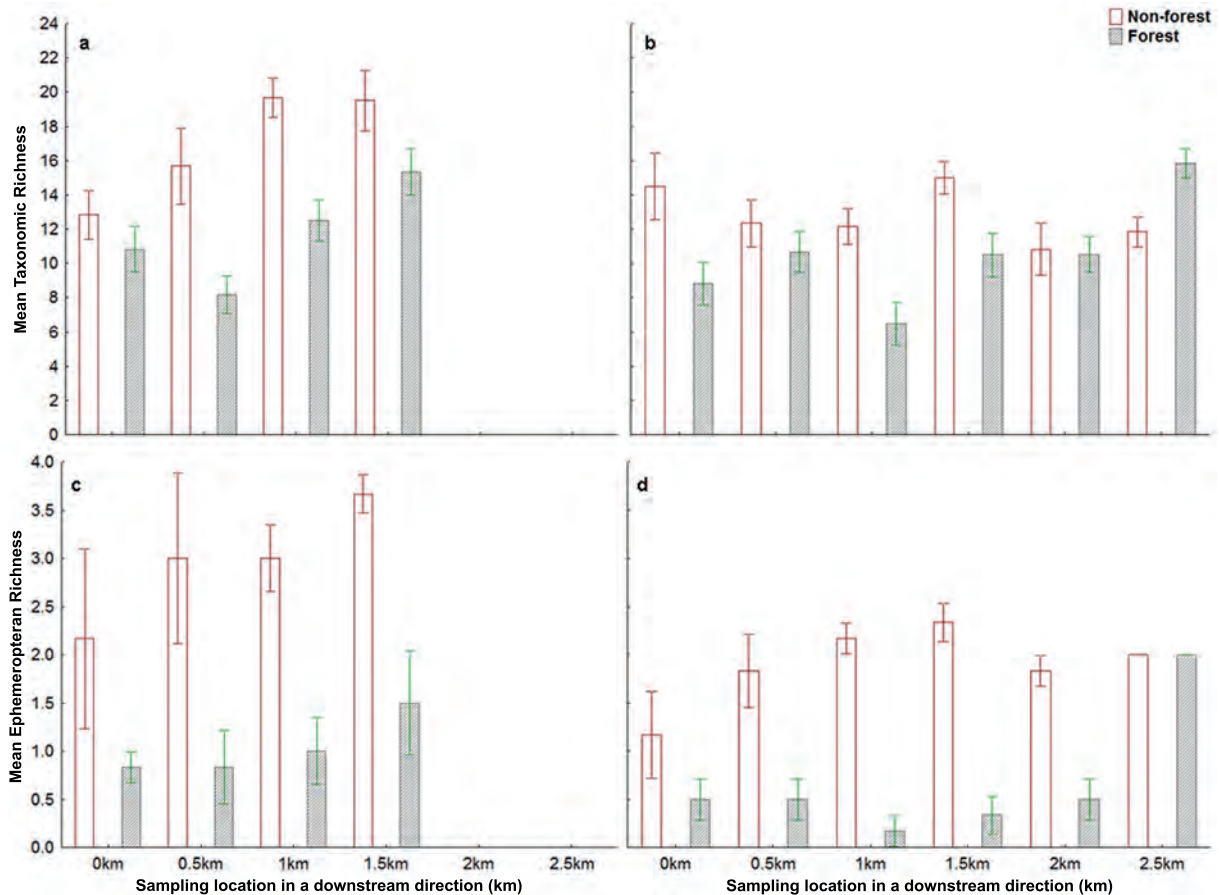 Non-forest
Forest
a
b
24
22
20
18
16
14
12
10
8
6
4
2
0
Mean Taxonomic Richness
c
d
4.0
3.5
3.0
2.5
2.0
1.5
1.0
0.5
0.0
Mean Ephemeropteran Richness
0km 0.5km 1km 1.5km 2km 2.5km
0km 0.5km 1km 1.5km 2km 2.5km
Sampling location in a downstream direction (km)
Sampling location in a downstream direction (km)